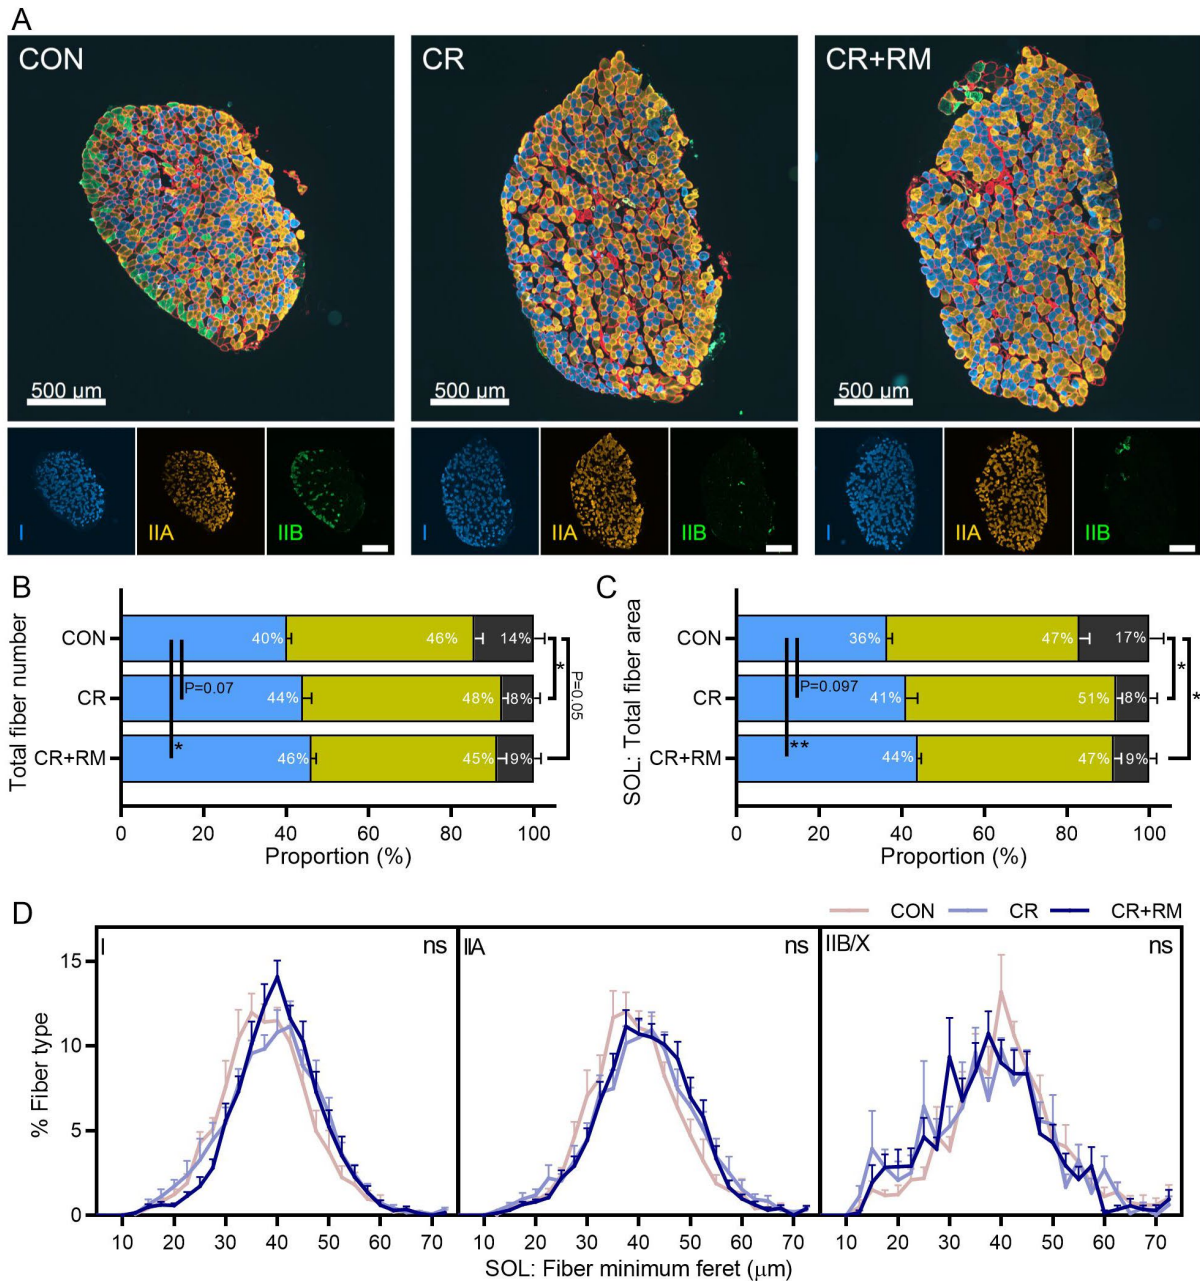 A
CON
CR
CR+RM
500 µm
500 µm
500 µm
I
IIA
IIB
I
IIA
IIB
I
IIA
IIB
B
Total fiber number
CON
CR
CR+RM
40%
46%
14%
44%
48%
8%
46%
45%
9%
P=0.07
*
*
P=0.05
0
20
40
60
80
100
Proportion (%)
C
SOL: Total fiber area
CON
CR
CR+RM
36%
47%
17%
41%
51%
8%
44%
47%
9%
P=0.097
**
*
*
0
20
40
60
80
100
Proportion (%)
D
CON
CR
CR+RM
I
ns
IIA
ns
IIB/X
ns
% Fiber type
15
10
5
0
10 20 30 40 50 60 70
10 20 30 40 50 60 70
10 20 30 40 50 60 70
SOL: Fiber minimum feret (µm)